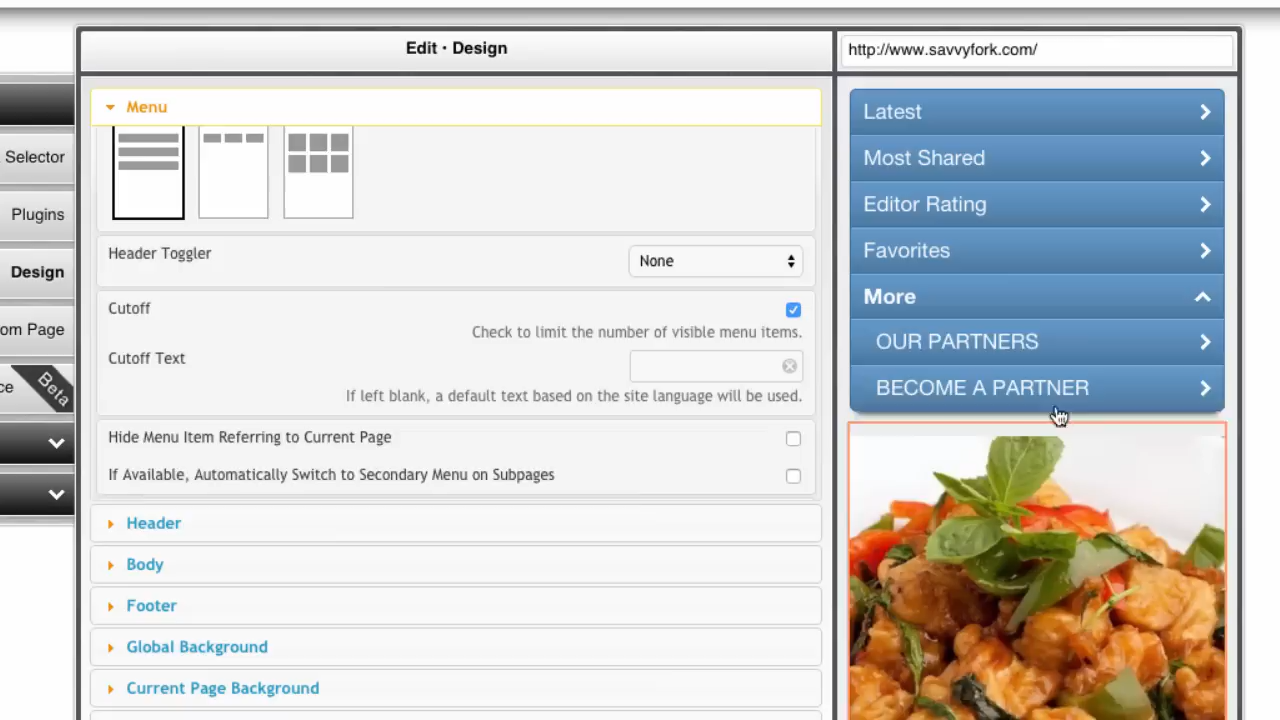 Edit · Design
http://www.savvyfork.com/
Menu
Selector
Plugins
Design
om Page
ce
Beta
Header Toggler
None
Cutoff
Check to limit the number of visible menu items.
Cutoff Text
If left blank, a default text based on the site language will be used.
Hide Menu Item Referring to Current Page
If Available, Automatically Switch to Secondary Menu on Subpages
Header
Body
Footer
Global Background
Current Page Background
Latest
Most Shared
Editor Rating
Favorites
More
OUR PARTNERS
BECOME A PARTNER